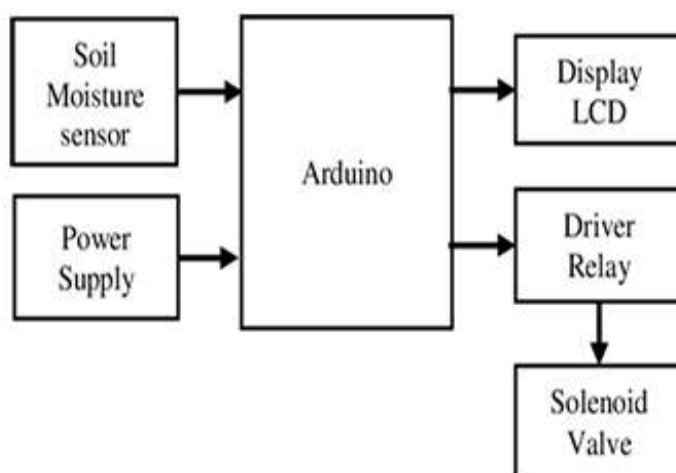 Soil
Moisture
sensor
Power
Supply
Arduino
Display
LCD
Driver
Relay
Solenoid
Valve